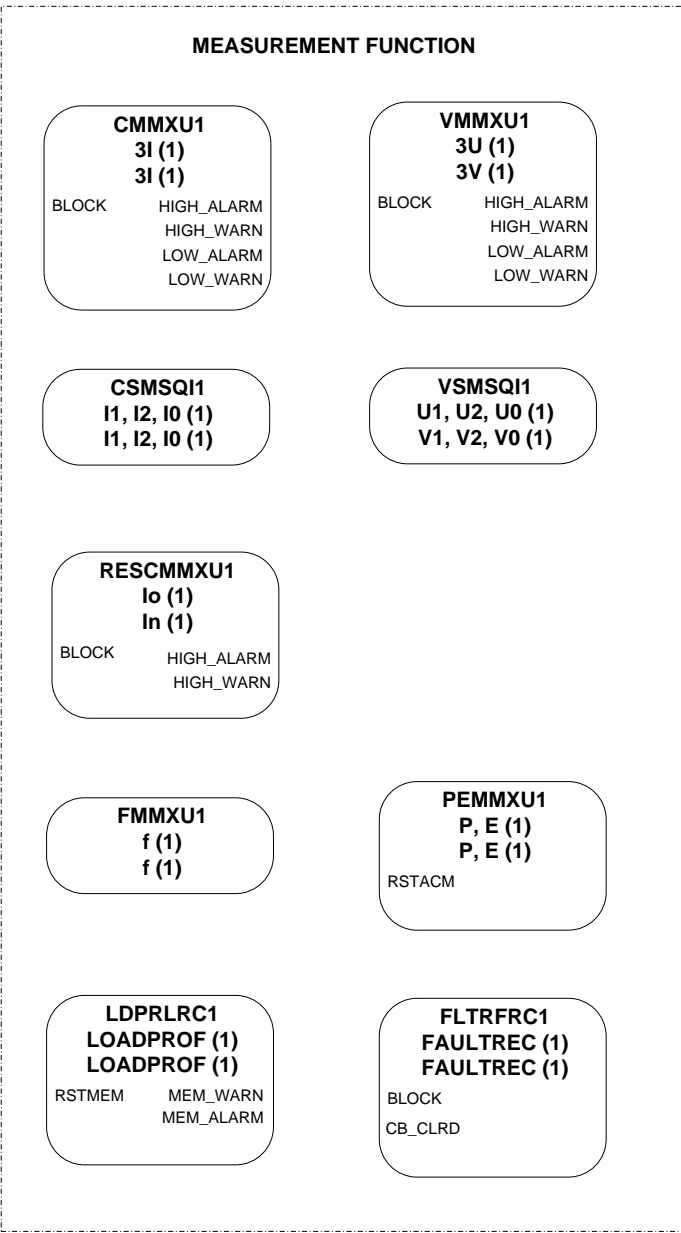 MEASUREMENT FUNCTION
CMMXU1
3I (1)
3I (1)
BLOCK HIGH_ALARM
HIGH_WARN
LOW_ALARM
LOW_WARN
VMMXU1
3U (1)
3V (1)
BLOCK HIGH_ALARM
HIGH_WARN
LOW_ALARM
LOW_WARN
CSMSQI1
I1, I2, I0 (1)
I1, I2, I0 (1)
VSMSQI1
U1, U2, U0 (1)
V1, V2, V0 (1)
RESCMMXU1
Io (1)
In (1)
BLOCK HIGH_ALARM
HIGH_WARN
FMMXU1
f (1)
f (1)
PEMMXU1
P, E (1)
P, E (1)
RSTACM
LDPRLRC1
LOADPROF (1)
LOADPROF (1)
RSTMEM MEM_WARN
MEM_ALARM
FLTRFRC1
FAULTREC (1)
FAULTREC (1)
BLOCK
CB_CLRD